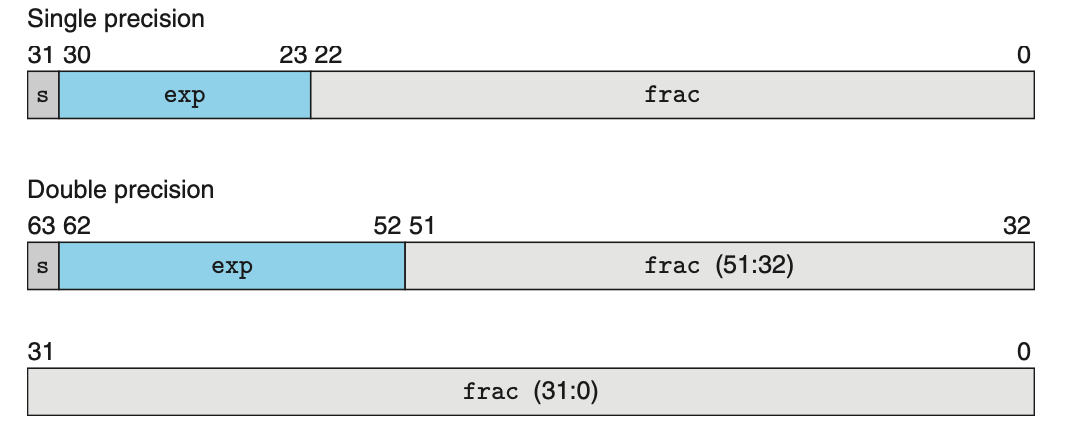 Single precision
31 30 23 22 0
s exp frac
Double precision
63 62 52 51 32
s exp frac (51:32)
31 0
frac (31:0)